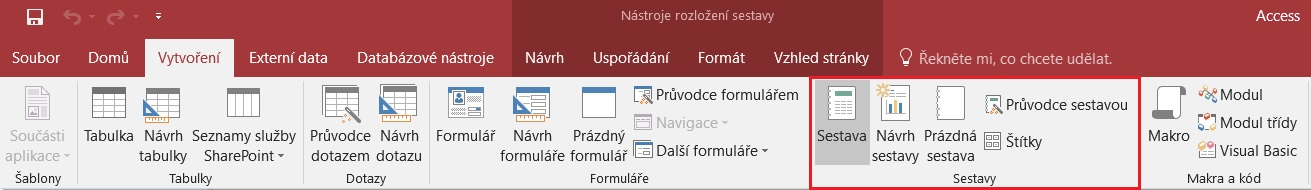 Nástroje rozložení sestavy
Access
Soubor Domů Vytvoření Externí data Databázové nástroje Návrh Uspořádání Formát Vzhled stránky Řekněte mi, co chcete udělat.
Součásti aplikace
Šablony
Tabulka
Návrh tabulky
Seznamy služby SharePoint
Tabulky
Průvodce dotazem
Návrh dotazu
Dotazy
Formulář
Návrh formuláře
Prázdný formulář
Průvodce formulářem
Navigace
Další formuláře
Formuláře
Sestava
Návrh sestavy
Prázdná sestava
Průvodce sestavou
Štítky
Sestavy
Makro
Modul
Modul třídy
Visual Basic
Makra a kód